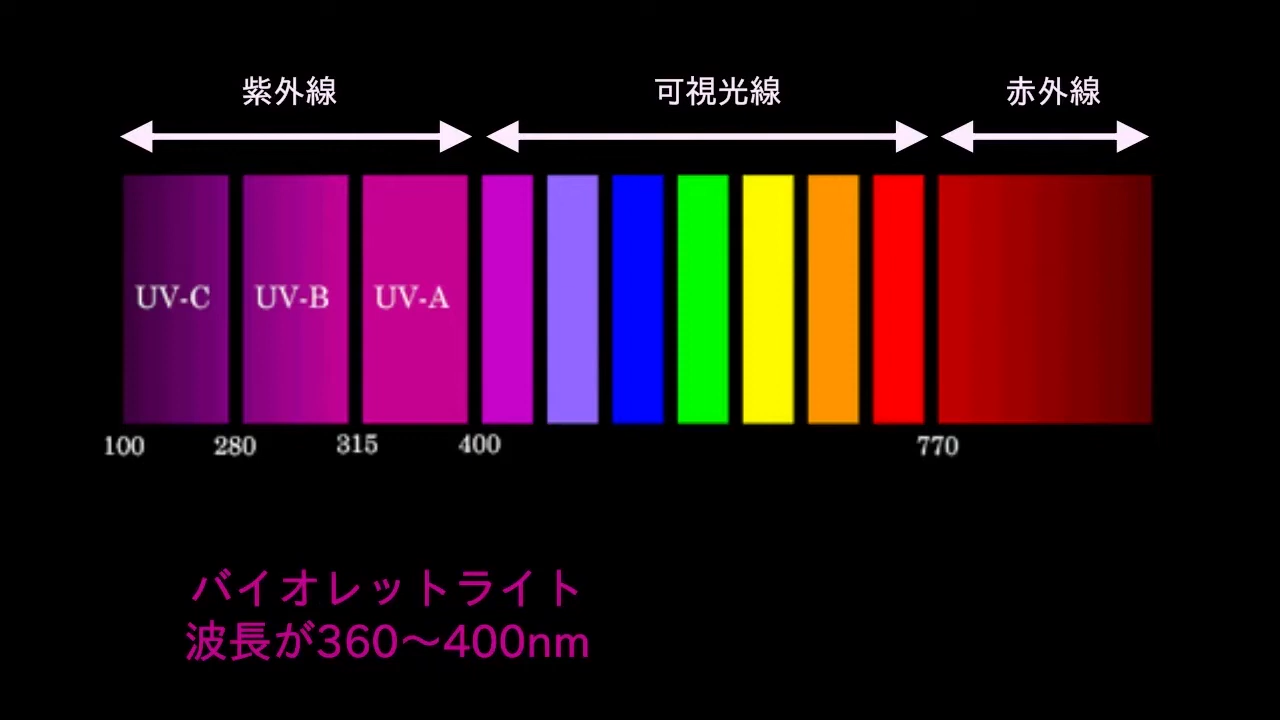 紫外線
可視光線
赤外線
UV-C
UV-B
UV-A
100
280
315
400
770
バイオレットライト
波長が360〜400nm